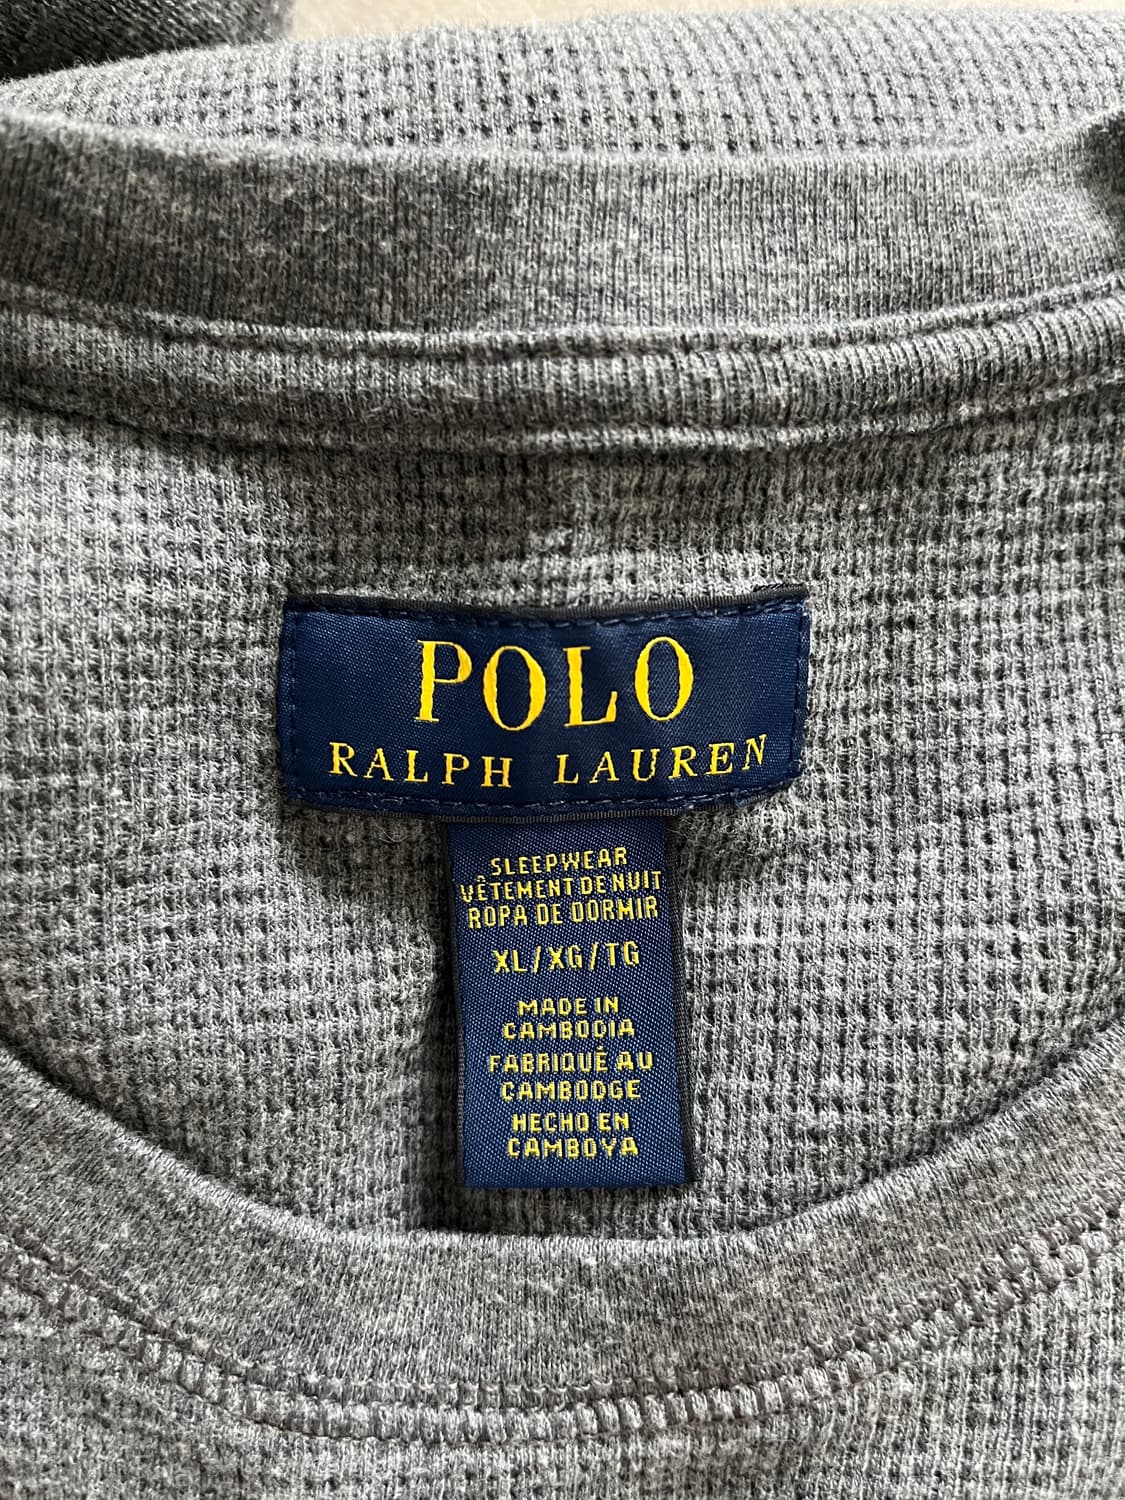 POLO
RALPH LAUREN
SLEEPWEAR
VÊTEMENT DE NUIT
ROPA DE DORMIR
XL/XG/TG
MADE IN
CAMBODIA
FABRIQUÉ AU
CAMBODGE
HECHO EN
CAMBOYA